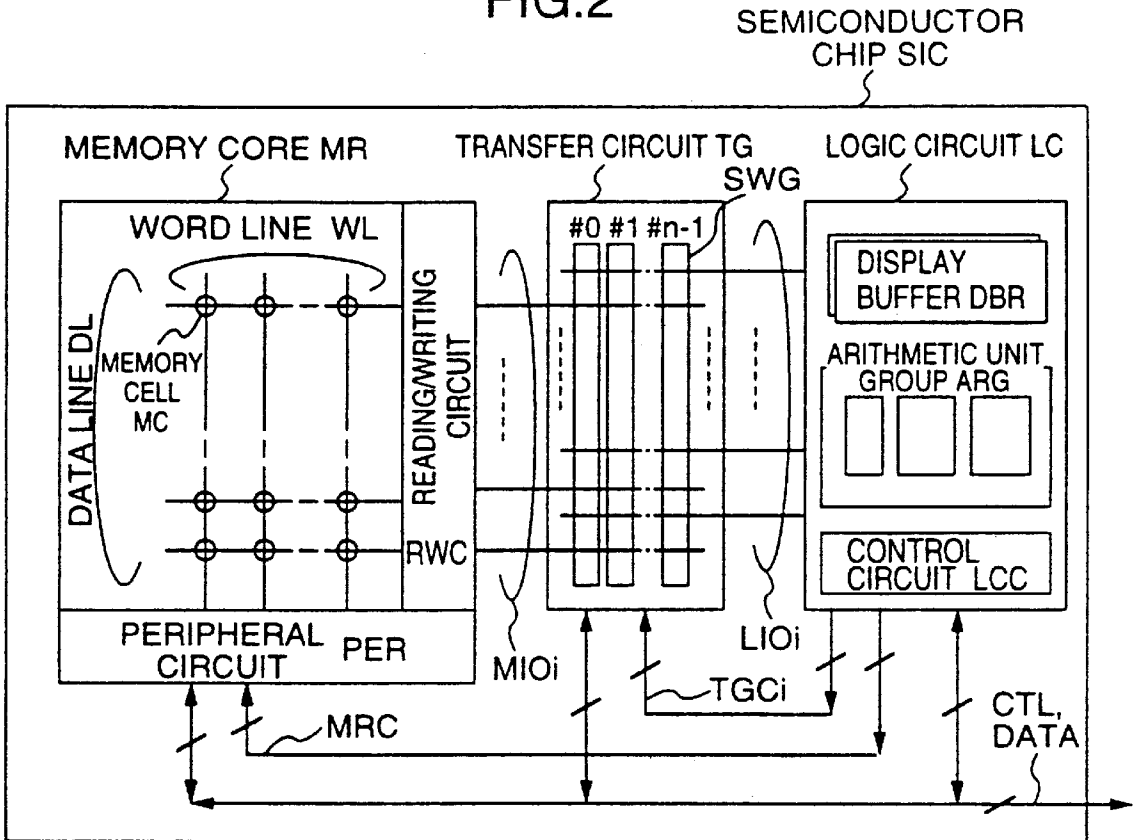 FIG.2
SEMICONDUCTOR
CHIP SIC
MEMORY CORE MR
TRANSFER CIRCUIT TG
LOGIC CIRCUIT LC
SWG
WORD LINE WL
#0 #1 #n-1
DATA LINE DL
MEMORY
CELL
MC
READING/WRITING
CIRCUIT
RWC
DISPLAY
BUFFER DBR
ARITHMETIC UNIT
GROUP ARG
CONTROL
CIRCUIT LCC
PERIPHERAL
CIRCUIT
PER
MIOi
LIOi
TGCi
MRC
CTL,
DATA